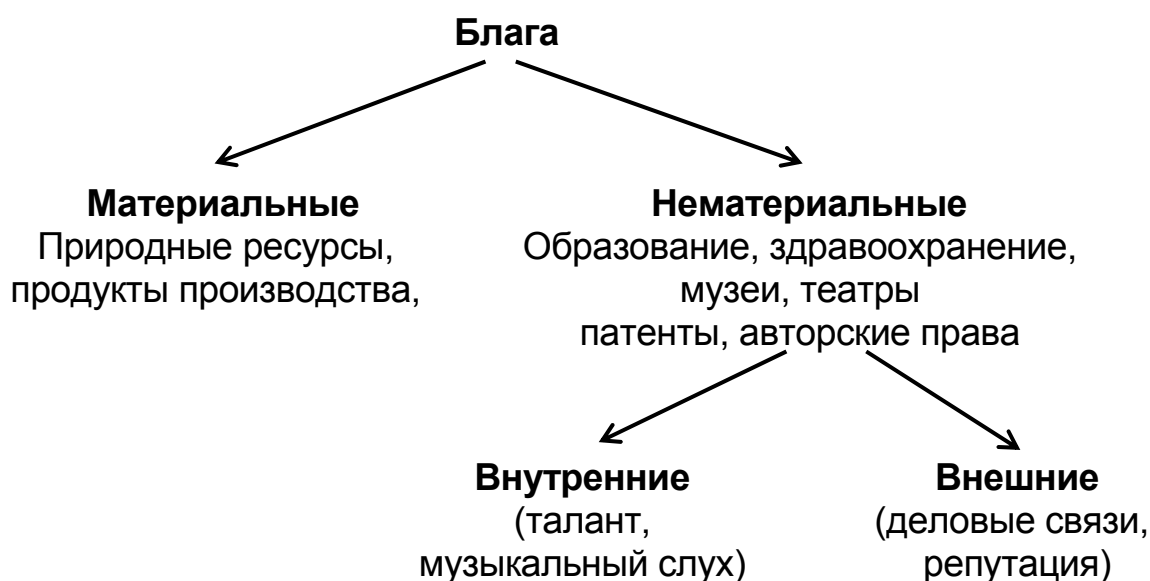 Блага
Материальные
Природные ресурсы,
продукты производства,
Нематериальные
Образование, здравоохранение,
музеи, театры
патенты, авторские права
Внутренние
(талант,
музыкальный слух)
Внешние
(деловые связи,
репутация)